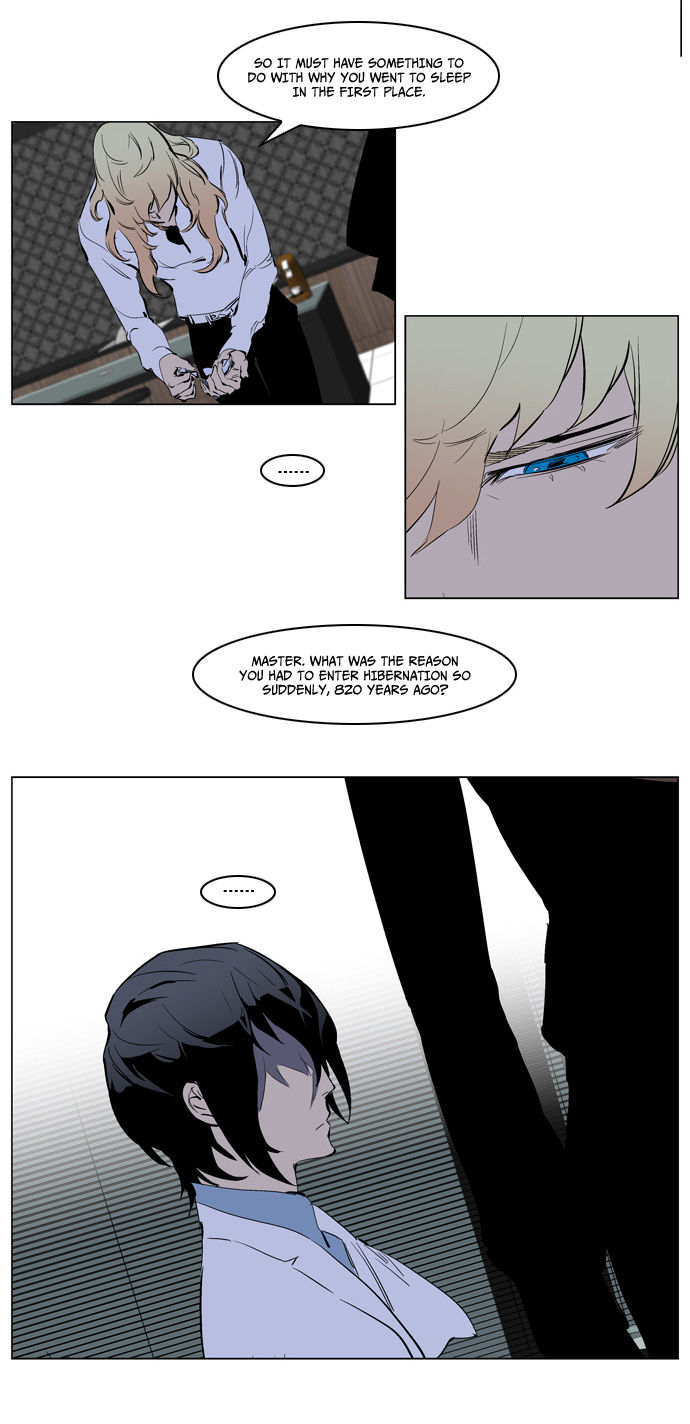 SO IT MUST HAVE SOMETHING TO
DO WITH WHY YOU WENT TO SLEEP
IN THE FIRST PLACE.
......
MASTER. WHAT WAS THE REASON
YOU HAD TO ENTER HIBERNATION SO
SUDDENLY, 820 YEARS AGO?
......